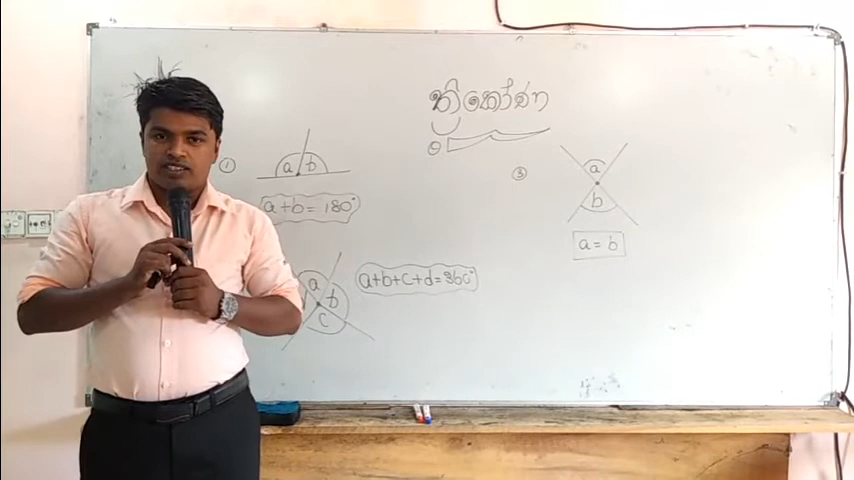 ත්‍රිකෝණ
①
a b
a+b = 180°
③
a
b
a = b
a
b
c
a+b+c+d = 360°